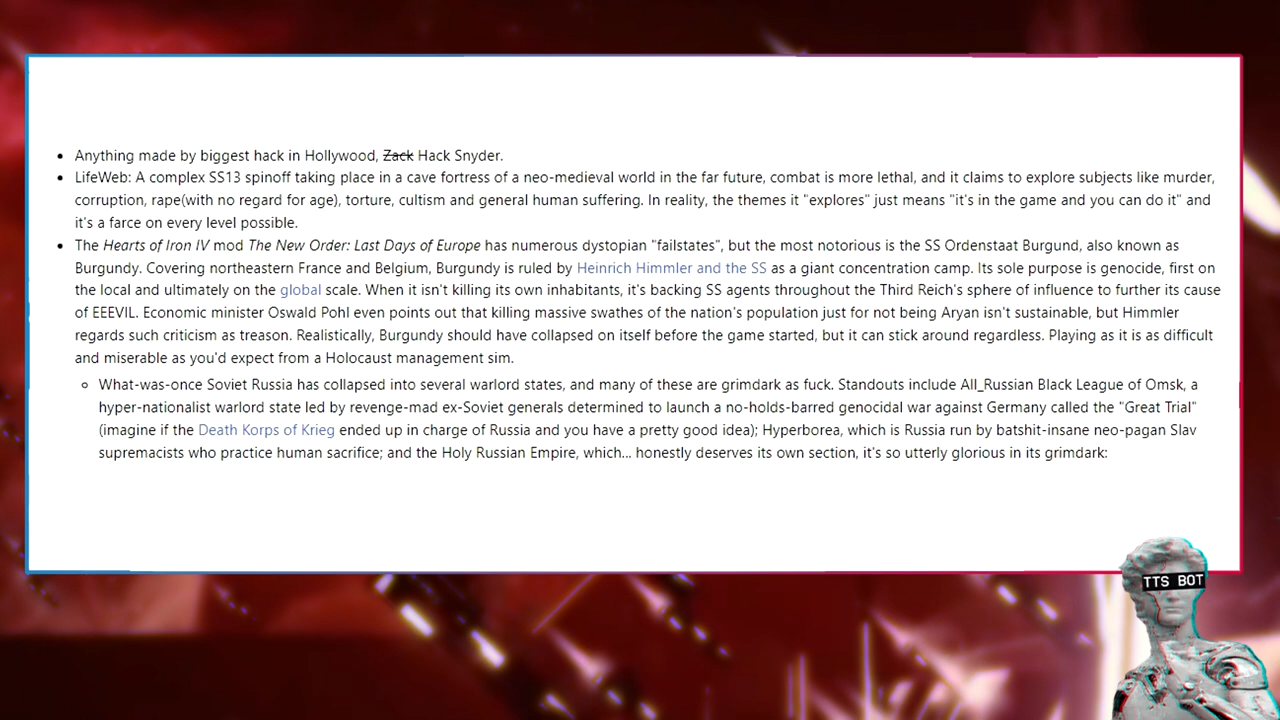 Anything made by biggest hack in Hollywood, Zack Hack Snyder.
LifeWeb: A complex SS13 spinoff taking place in a cave fortress of a neo-medieval world in the far future, combat is more lethal, and it claims to explore subjects like murder,
corruption, rape(with no regard for age), torture, cultism and general human suffering. In reality, the themes it "explores" just means "it's in the game and you can do it" and
it's a farce on every level possible.
The Hearts of Iron IV mod The New Order: Last Days of Europe has numerous dystopian "failstates", but the most notorious is the SS Ordenstaat Burgund, also known as
Burgundy. Covering northeastern France and Belgium, Burgundy is ruled by Heinrich Himmler and the SS as a giant concentration camp. Its sole purpose is genocide, first on
the local and ultimately on the global scale. When it isn't killing its own inhabitants, it's backing SS agents throughout the Third Reich's sphere of influence to further its cause
of EEEVIL. Economic minister Oswald Pohl even points out that killing massive swathes of the nation's population just for not being Aryan isn't sustainable, but Himmler
regards such criticism as treason. Realistically, Burgundy should have collapsed on itself before the game started, but it can stick around regardless. Playing as it is as difficult
and miserable as you'd expect from a Holocaust management sim.
What-was-once Soviet Russia has collapsed into several warlord states, and many of these are grimdark as fuck. Standouts include All_Russian Black League of Omsk, a
hyper-nationalist warlord state led by revenge-mad ex-Soviet generals determined to launch a no-holds-barred genocidal war against Germany called the "Great Trial"
(imagine if the Death Korps of Krieg ended up in charge of Russia and you have a pretty good idea); Hyperborea, which is Russia run by batshit-insane neo-pagan Slav
supremacists who practice human sacrifice; and the Holy Russian Empire, which... honestly deserves its own section, it's so utterly glorious in its grimdark:
TTS BOT